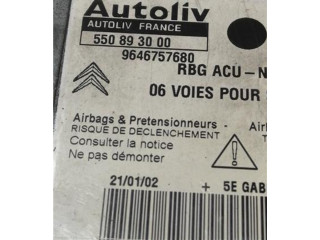 Autoliv
AUTOLIV FRANCE
550 89 30 00
9646757680
RBG ACU-N
06 VOIES POUR
Airbags & Pretensionneurs - Airba
RISQUE DE DECLENCHEMENT
Consulter la notice
Ne pas démonter
21/01/02 + 5E GAB